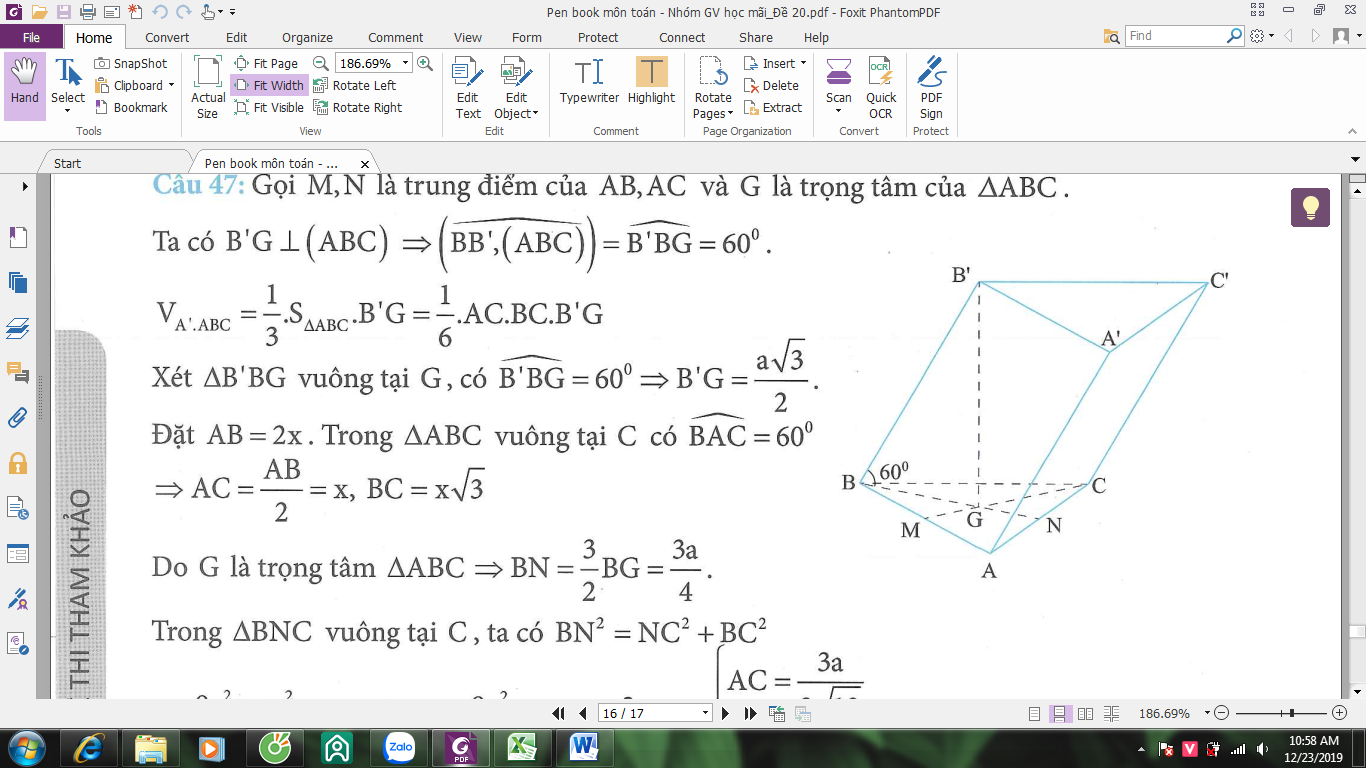 Pen book môn toán - Nhóm GV học mãi_Đề 20.pdf - Foxit PhantomPDF
File Home Convert Edit Organize Comment View Form Protect Connect Share Help Find
Hand Select SnapShot Clipboard Bookmark Tools
Actual Size Fit Page Fit Width Fit Visible 186.69% Rotate Left Rotate Right View
Edit Text Edit Object Edit
Typewriter Highlight Comment
Rotate Pages Insert Delete Extract Page Organization
Scan Quick OCR Convert
PDF Sign Protect
Start Pen book môn toán - ...
Câu 47: Gọi M, N là trung điểm của AB, AC và G là trọng tâm của ΔABC.
Ta có B'G ⊥ (ABC) ⇒ (BB',(ABC)) = B'BG = 60⁰.
V_{A'.ABC} = 1/3 .S_{ΔABC}.B'G = 1/6 .AC.BC.B'G
Xét ΔB'BG vuông tại G, có B'BG = 60⁰ ⇒ B'G = a√3/2.
Đặt AB = 2x. Trong ΔABC vuông tại C có BAC = 60⁰
⇒ AC = AB/2 = x, BC = x√3
Do G là trọng tâm ΔABC ⇒ BN = 3/2 BG = 3a/4.
Trong ΔBNC vuông tại C, ta có BN² = NC² + BC²
AC = 3a
B' C' A' B 60⁰ C M G N A
THI THAM KHẢO
16 / 17 186.69%
Zalo PDF
10:58 AM
12/23/2019